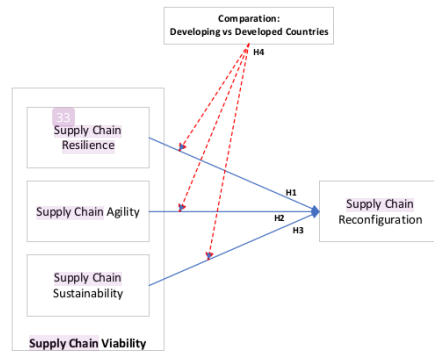 Comparation:
Developing vs Developed Countries
H4
33
Supply Chain
Resilience
H1
Supply Chain Agility
H2
H3
Supply Chain
Reconfiguration
Supply Chain
Sustainability
Supply Chain Viability